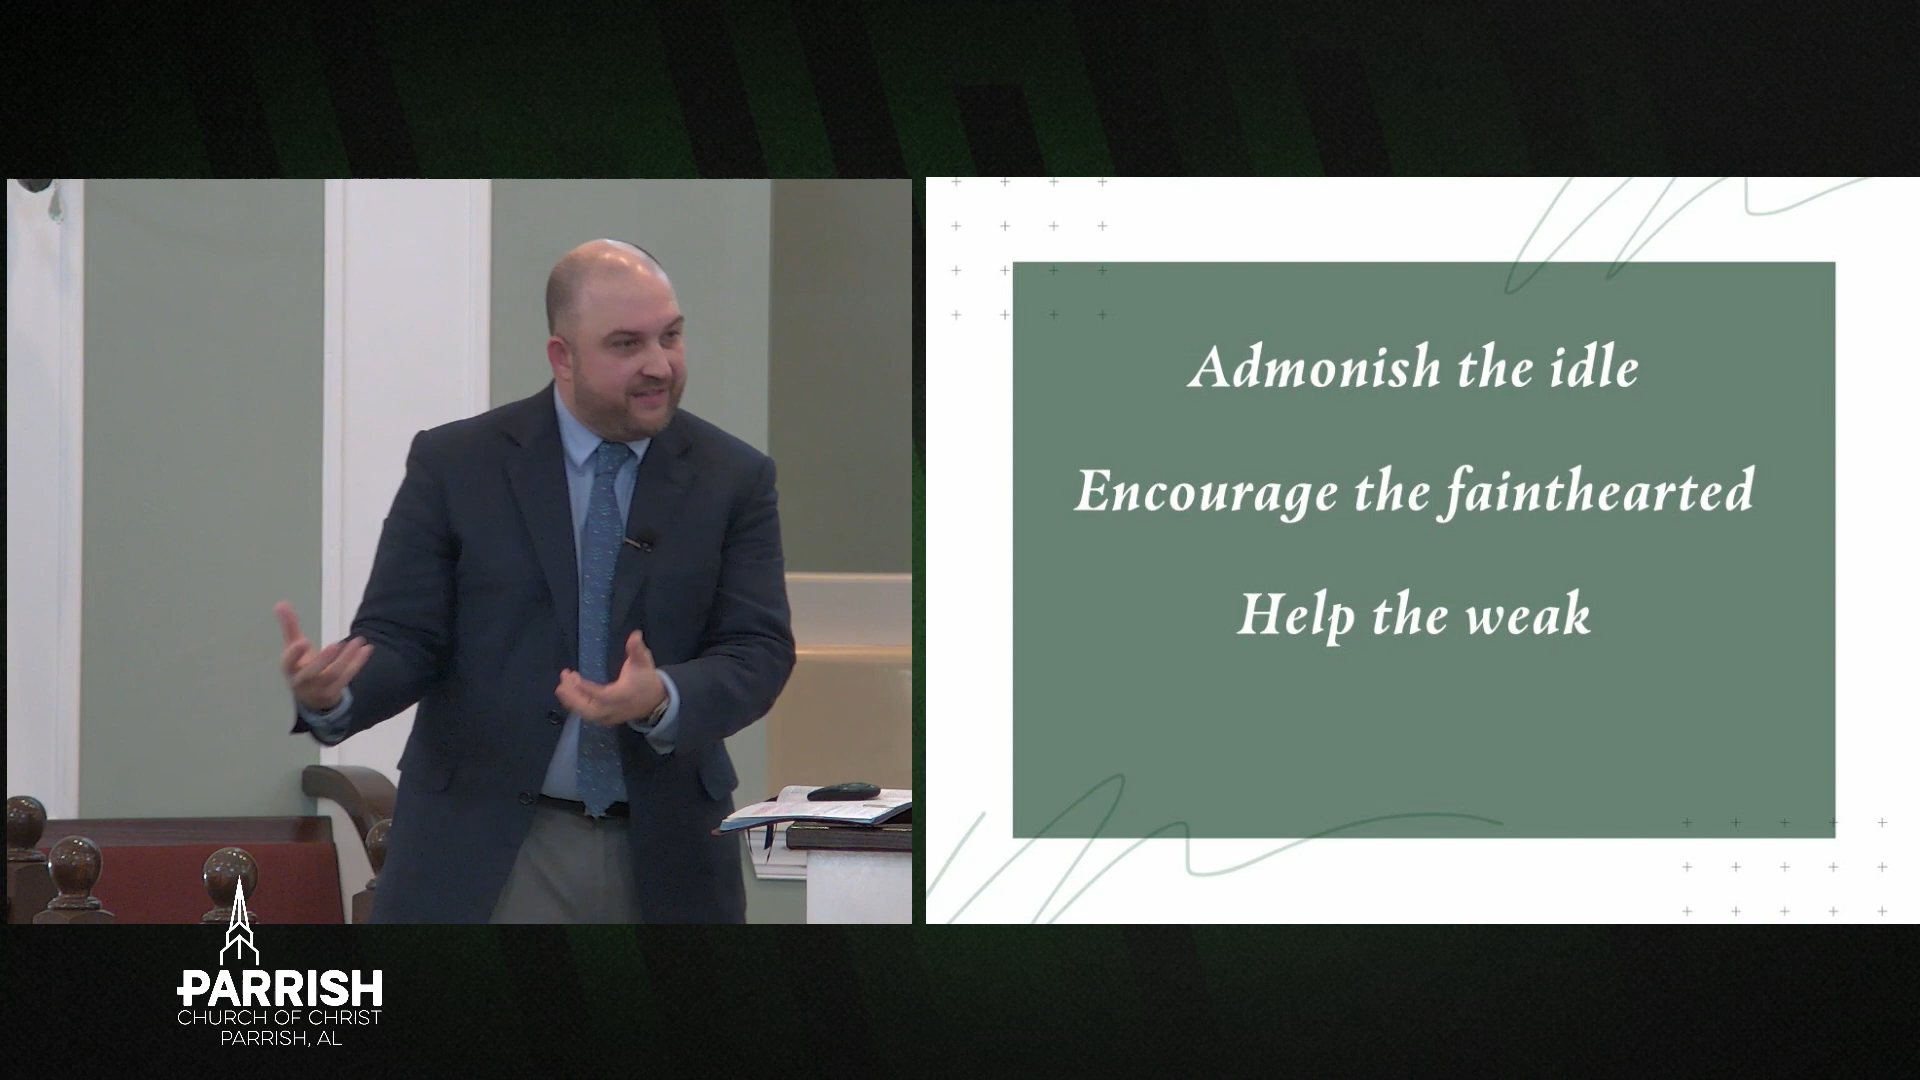 Admonish the idle
Encourage the fainthearted
Help the weak
PARRISH
CHURCH OF CHRIST
PARRISH, AL